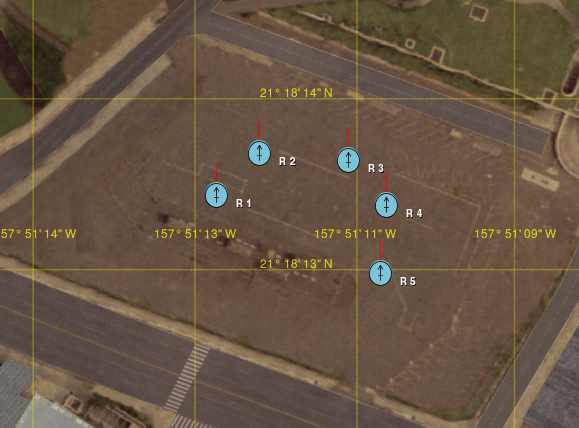 21° 18' 14" N
R 2
R 3
R 1
R 4
57° 51' 14" W
157° 51' 13" W
157° 51' 11" W
157° 51' 09" W
21° 18' 13" N
R 5